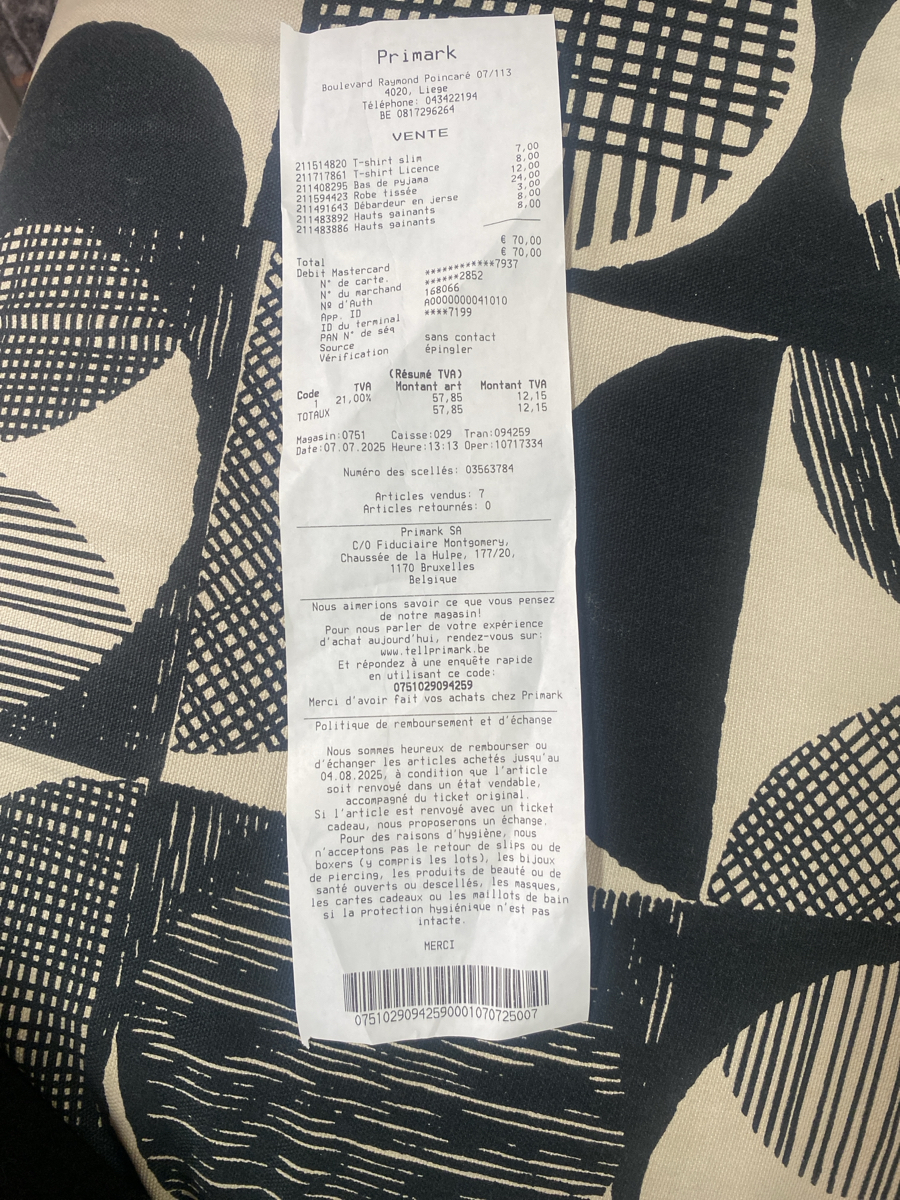 Primark
Boulevard Raymond Poincaré 07/113
4020, Liege
Téléphone: 043422194
BE 0817296264
VENTE
211514820 T-shirt slim 7,00
211717861 T-shirt Licence 8,00
211408295 Bas de pyjama 12,00
211594423 Robe tissée 24,00
211491643 Débardeur en jerse 3,00
211483892 Hauts gainants 8,00
211483886 Hauts gainants 8,00
Total € 70,00
Debit Mastercard € 70,00
N° de carte. ************7937
N° du marchand ******2852
Nº d'Auth 168066
App. ID A0000000041010
ID du terminal ****7199
PAN N° de séq
Source sans contact
Vérification épingler
(Résumé TVA)
Code TVA Montant art Montant TVA
1 21,00% 57,85 12,15
TOTAUX 57,85 12,15
Magasin:0751 Caisse:029 Tran:094259
Date:07.07.2025 Heure:13:13 Oper:10717334
Numéro des scellés: 03563784
Articles vendus: 7
Articles retournés: 0
Primark SA
C/O Fiduciaire Montgomery,
Chaussée de la Hulpe, 177/20,
1170 Bruxelles
Belgique
Nous aimerions savoir ce que vous pensez
de notre magasin!
Pour nous parler de votre expérience
d'achat aujourd'hui, rendez-vous sur:
www.tellprimark.be
Et répondez à une enquête rapide
en utilisant ce code:
0751029094259
Merci d'avoir fait vos achats chez Primark
Politique de remboursement et d'échange
Nous sommes heureux de rembourser ou
d'échanger les articles achetés jusqu'au
04.08.2025, à condition que l'article
soit renvoyé dans un état vendable,
accompagné du ticket original.
Si l'article est renvoyé avec un ticket
cadeau, nous proposerons un échange.
Pour des raisons d'hygiène, nous
n'acceptons pas le retour de slips ou de
boxers (y compris les lots), les bijoux
de piercing, les produits de beauté ou de
santé ouverts ou descellés, les masques,
les cartes cadeaux ou les maillots de bain
si la protection hygiénique n'est pas
intacte.
MERCI
07510290942590001070725007